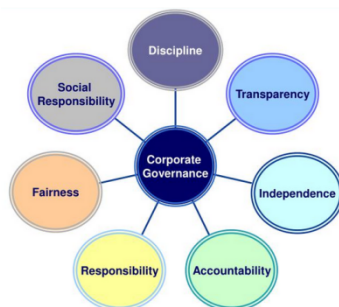 Discipline
Social
Responsibility
Transparency
Corporate
Governance
Fairness
Independence
Responsibility
Accountability